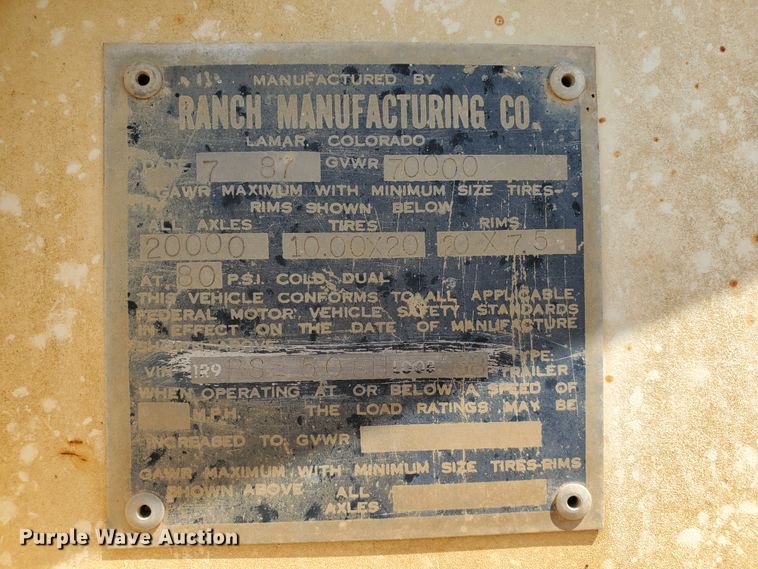 MANUFACTURED BY
RANCH MANUFACTURING CO.
LAMAR, COLORADO
DATE 7 87 GVWR 70000
GAWR MAXIMUM WITH MINIMUM SIZE TIRES-
RIMS SHOWN BELOW
ALL AXLES TIRES RIMS
20000 10.00X20 20 X 7.5
AT 80 P.S.I. COLD DUAL
THIS VEHICLE CONFORMS TO ALL APPLICABLE
FEDERAL MOTOR VEHICLE SAFETY STANDARDS
IN EFFECT ON THE DATE OF MANUFACTURE
SHOWN ABOVE
TYPE:
VIN 1R9 TRAILER
WHEN OPERATING AT OR BELOW A SPEED OF
M.P.H. THE LOAD RATINGS MAY BE
INCREASED TO GVWR
GAWR MAXIMUM WITH MINIMUM SIZE TIRES-RIMS
SHOWN ABOVE ALL
AXLES
Purple Wave Auction